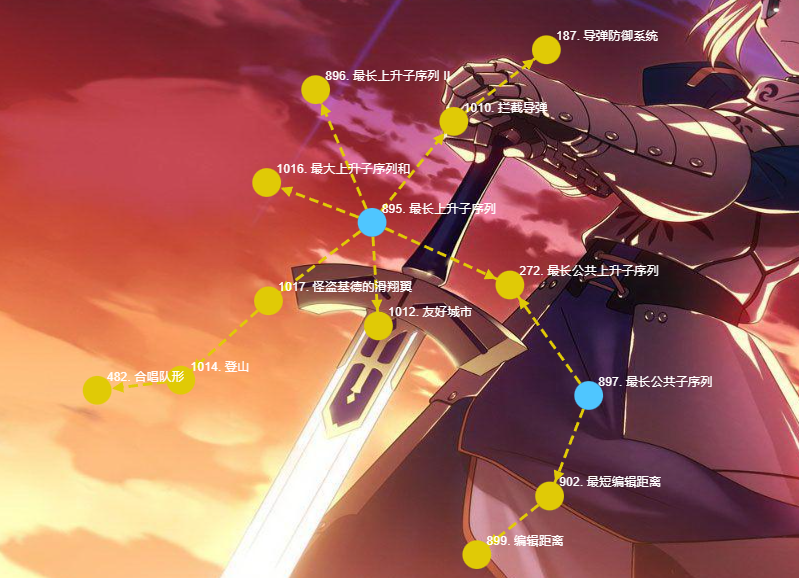 187. 导弹防御系统
896. 最长上升子序列 II
1010. 拦截导弹
1016. 最大上升子序列和
895. 最长上升子序列
272. 最长公共上升子序列
1017. 怪盗基德的滑翔翼
1012. 友好城市
1014. 登山
482. 合唱队形
897. 最长公共子序列
902. 最短编辑距离
899. 编辑距离